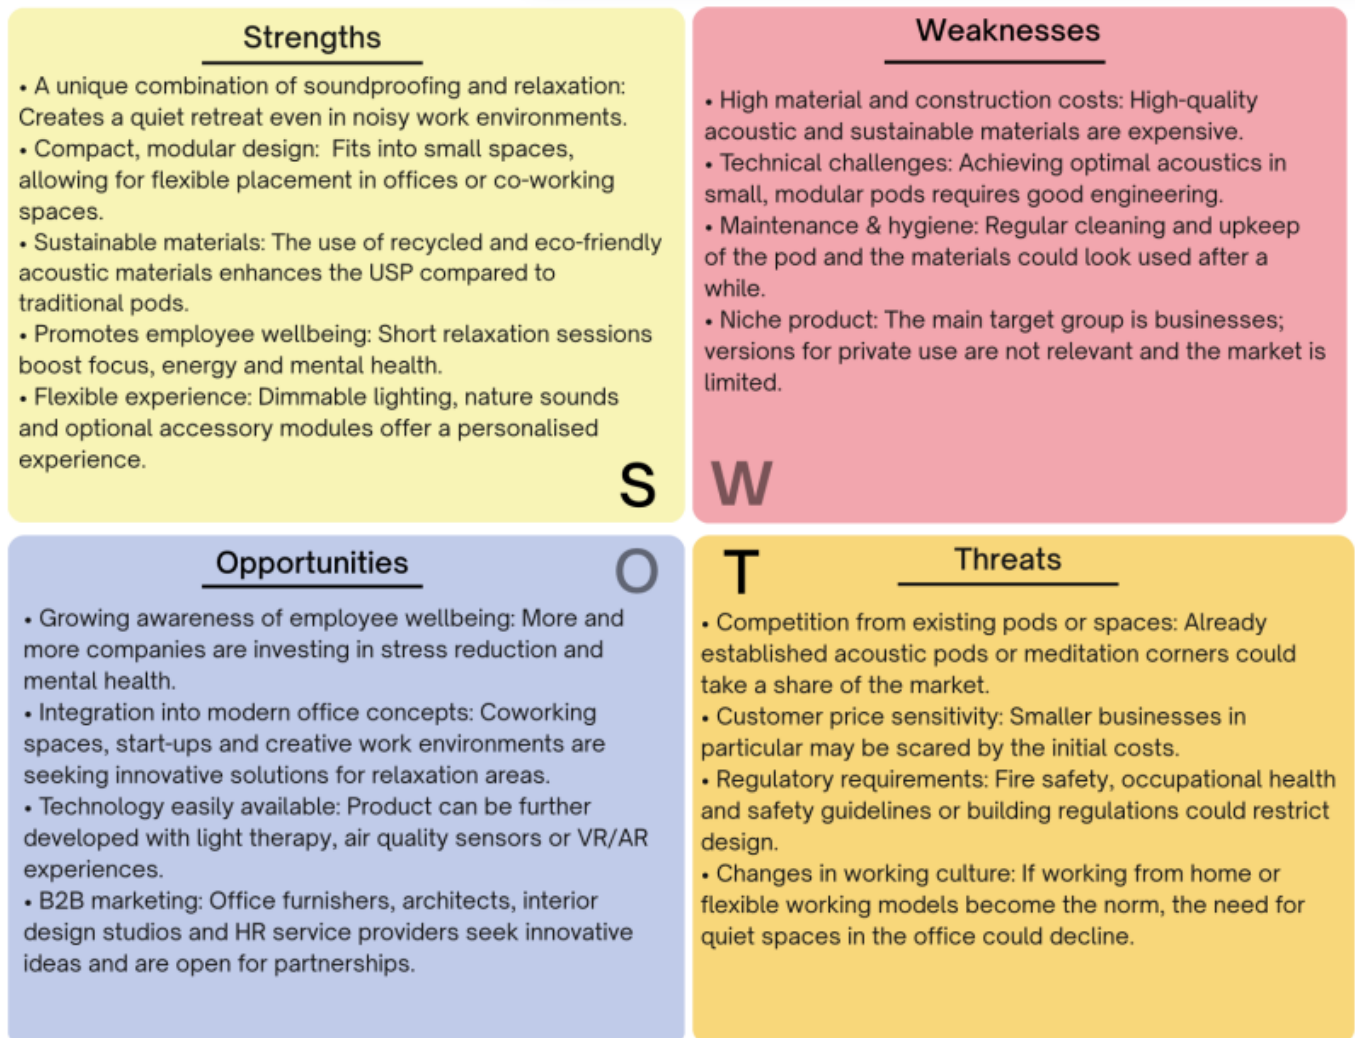 Strengths
• A unique combination of soundproofing and relaxation:
Creates a quiet retreat even in noisy work environments.
• Compact, modular design:  Fits into small spaces,
allowing for flexible placement in offices or co-working
spaces.
• Sustainable materials: The use of recycled and eco-friendly
acoustic materials enhances the USP compared to
traditional pods.
• Promotes employee wellbeing: Short relaxation sessions
boost focus, energy and mental health.
• Flexible experience: Dimmable lighting, nature sounds
and optional accessory modules offer a personalised
experience.
S
Weaknesses
• High material and construction costs: High-quality
acoustic and sustainable materials are expensive.
• Technical challenges: Achieving optimal acoustics in
small, modular pods requires good engineering.
• Maintenance & hygiene: Regular cleaning and upkeep
of the pod and the materials could look used after a
while.
• Niche product: The main target group is businesses;
versions for private use are not relevant and the market is
limited.
W
Opportunities
O
• Growing awareness of employee wellbeing: More and
more companies are investing in stress reduction and
mental health.
• Integration into modern office concepts: Coworking
spaces, start-ups and creative work environments are
seeking innovative solutions for relaxation areas.
• Technology easily available: Product can be further
developed with light therapy, air quality sensors or VR/AR
experiences.
• B2B marketing: Office furnishers, architects, interior
design studios and HR service providers seek innovative
ideas and are open for partnerships.
T
Threats
• Competition from existing pods or spaces: Already
established acoustic pods or meditation corners could
take a share of the market.
• Customer price sensitivity: Smaller businesses in
particular may be scared by the initial costs.
• Regulatory requirements: Fire safety, occupational health
and safety guidelines or building regulations could restrict
design.
• Changes in working culture: If working from home or
flexible working models become the norm, the need for
quiet spaces in the office could decline.